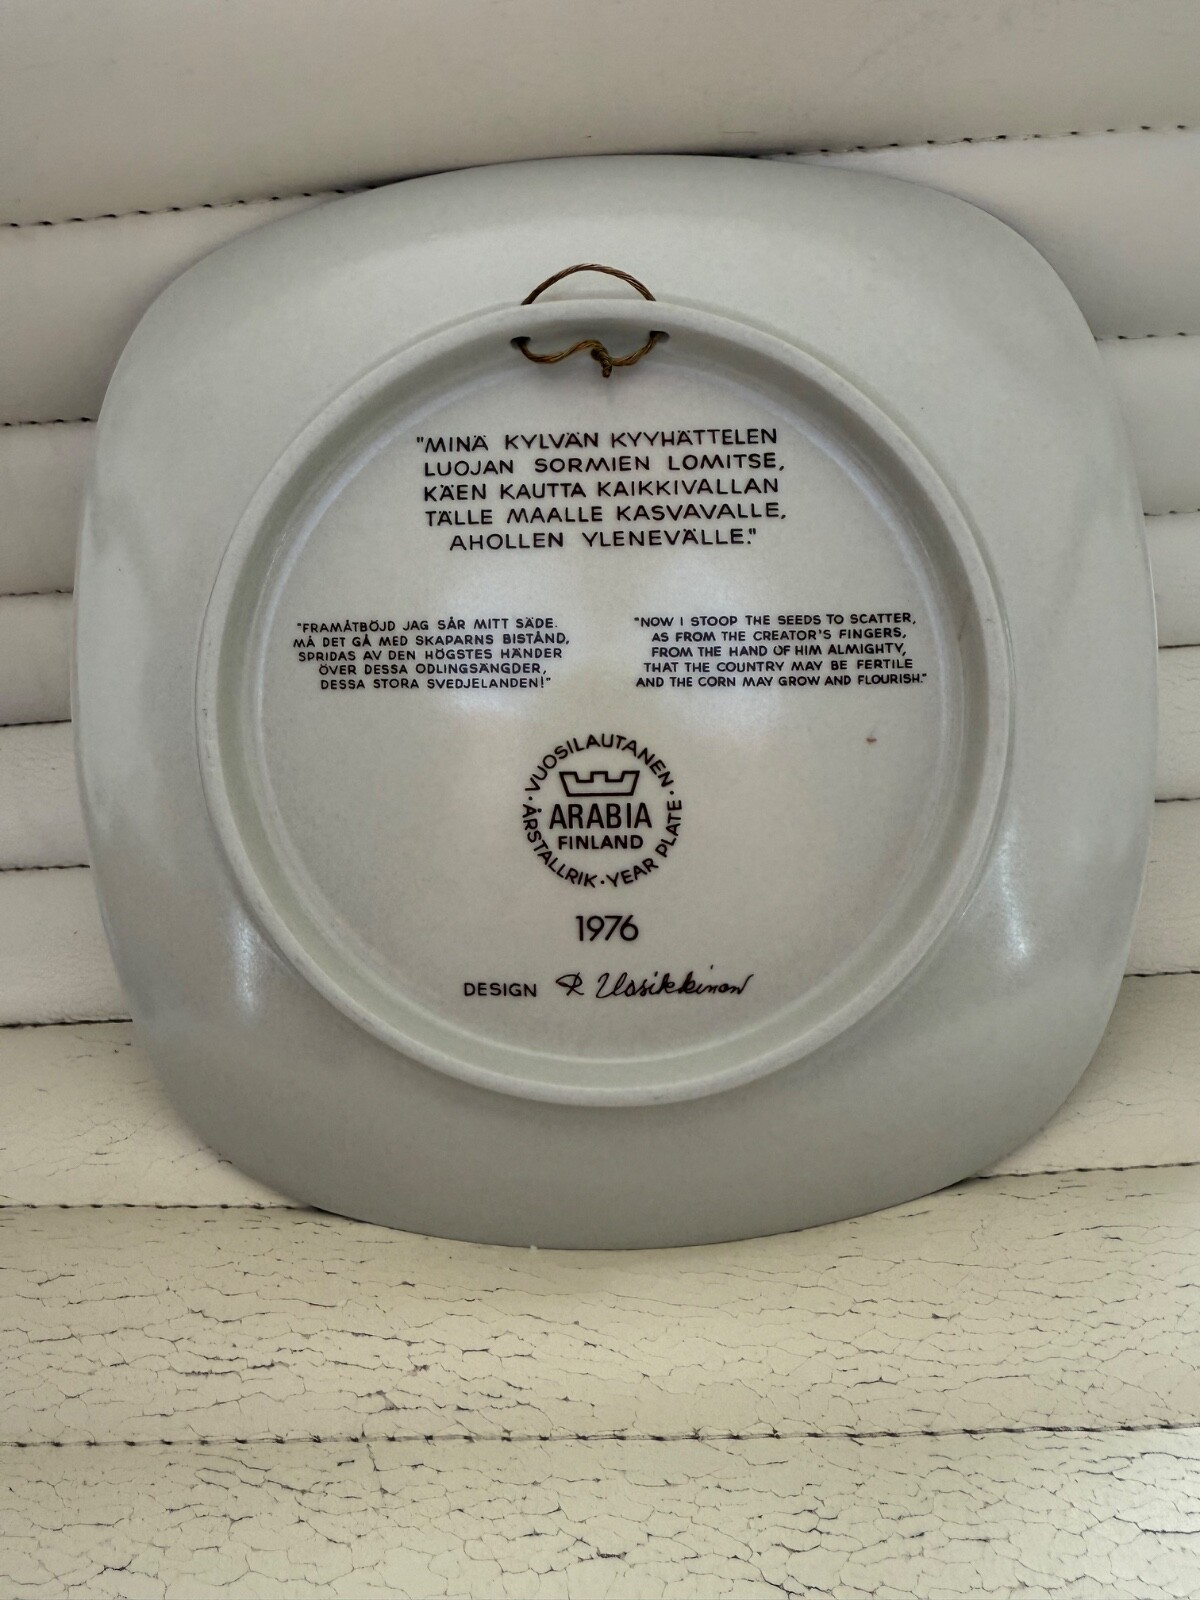 "MINÄ KYLVÄN KYYHÄTTELEN
LUOJAN SORMIEN LOMITSE,
KÄEN KAUTTA KAIKKIVALLAN
TÄLLE MAALLE KASVAVALLE,
AHOLLEN YLENEVÄLLE."
"FRAMÅTBÖJD JAG SÅR MITT SÄDE.
MÅ DET GÅ MED SKAPARNS BISTÅND,
SPRIDAS AV DEN HÖGSTES HÄNDER
ÖVER DESSA ODLINGSÄNGDER,
DESSA STORA SVEDJELANDEN!"
"NOW I STOOP THE SEEDS TO SCATTER,
AS FROM THE CREATOR'S FINGERS,
FROM THE HAND OF HIM ALMIGHTY,
THAT THE COUNTRY MAY BE FERTILE
AND THE CORN MAY GROW AND FLOURISH."
· VUOSILAUTANEN ·
ARABIA
FINLAND
ÅRSTALLRIK · YEAR PLATE
1976
DESIGN R Uosikkinen